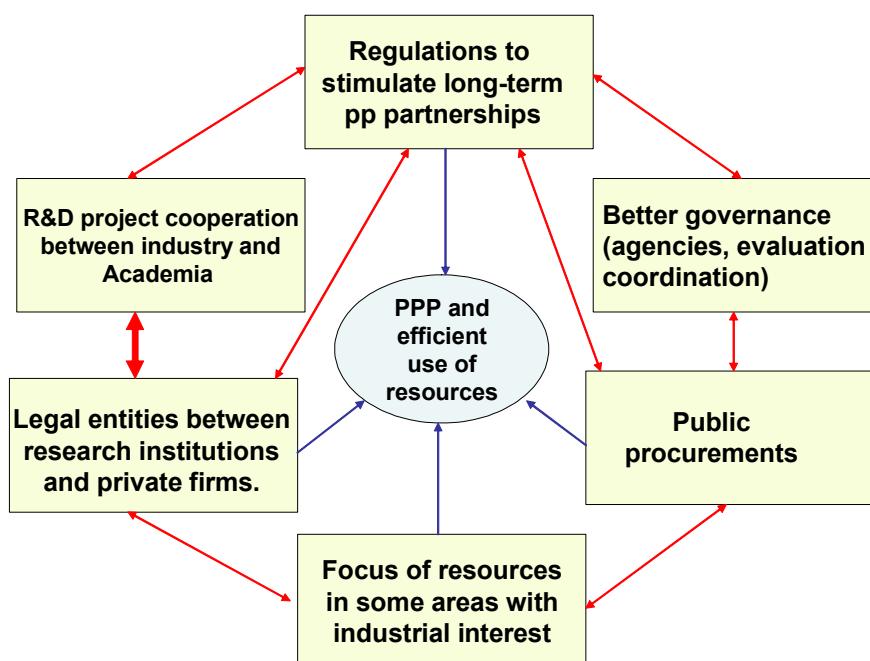 Regulations to
stimulate long-term
pp partnerships
R&D project cooperation
between industry and
Academia
Better governance
(agencies, evaluation
coordination)
PPP and
efficient
use of
resources
Legal entities between
research institutions
and private firms.
Public
procurements
Focus of resources
in some areas with
industrial interest